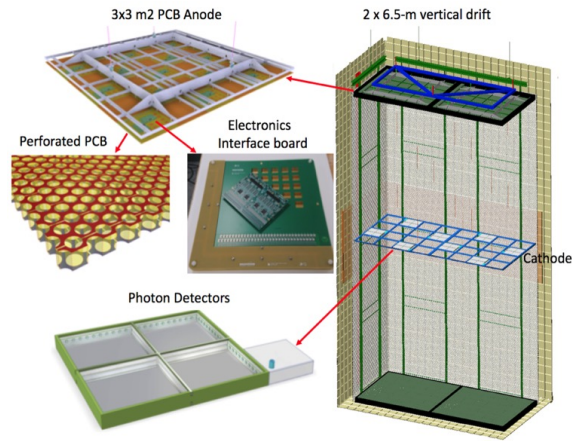 3x3 m2 PCB Anode
2 x 6.5-m vertical drift
Perforated PCB
Electronics
Interface board
Cathode
Photon Detectors